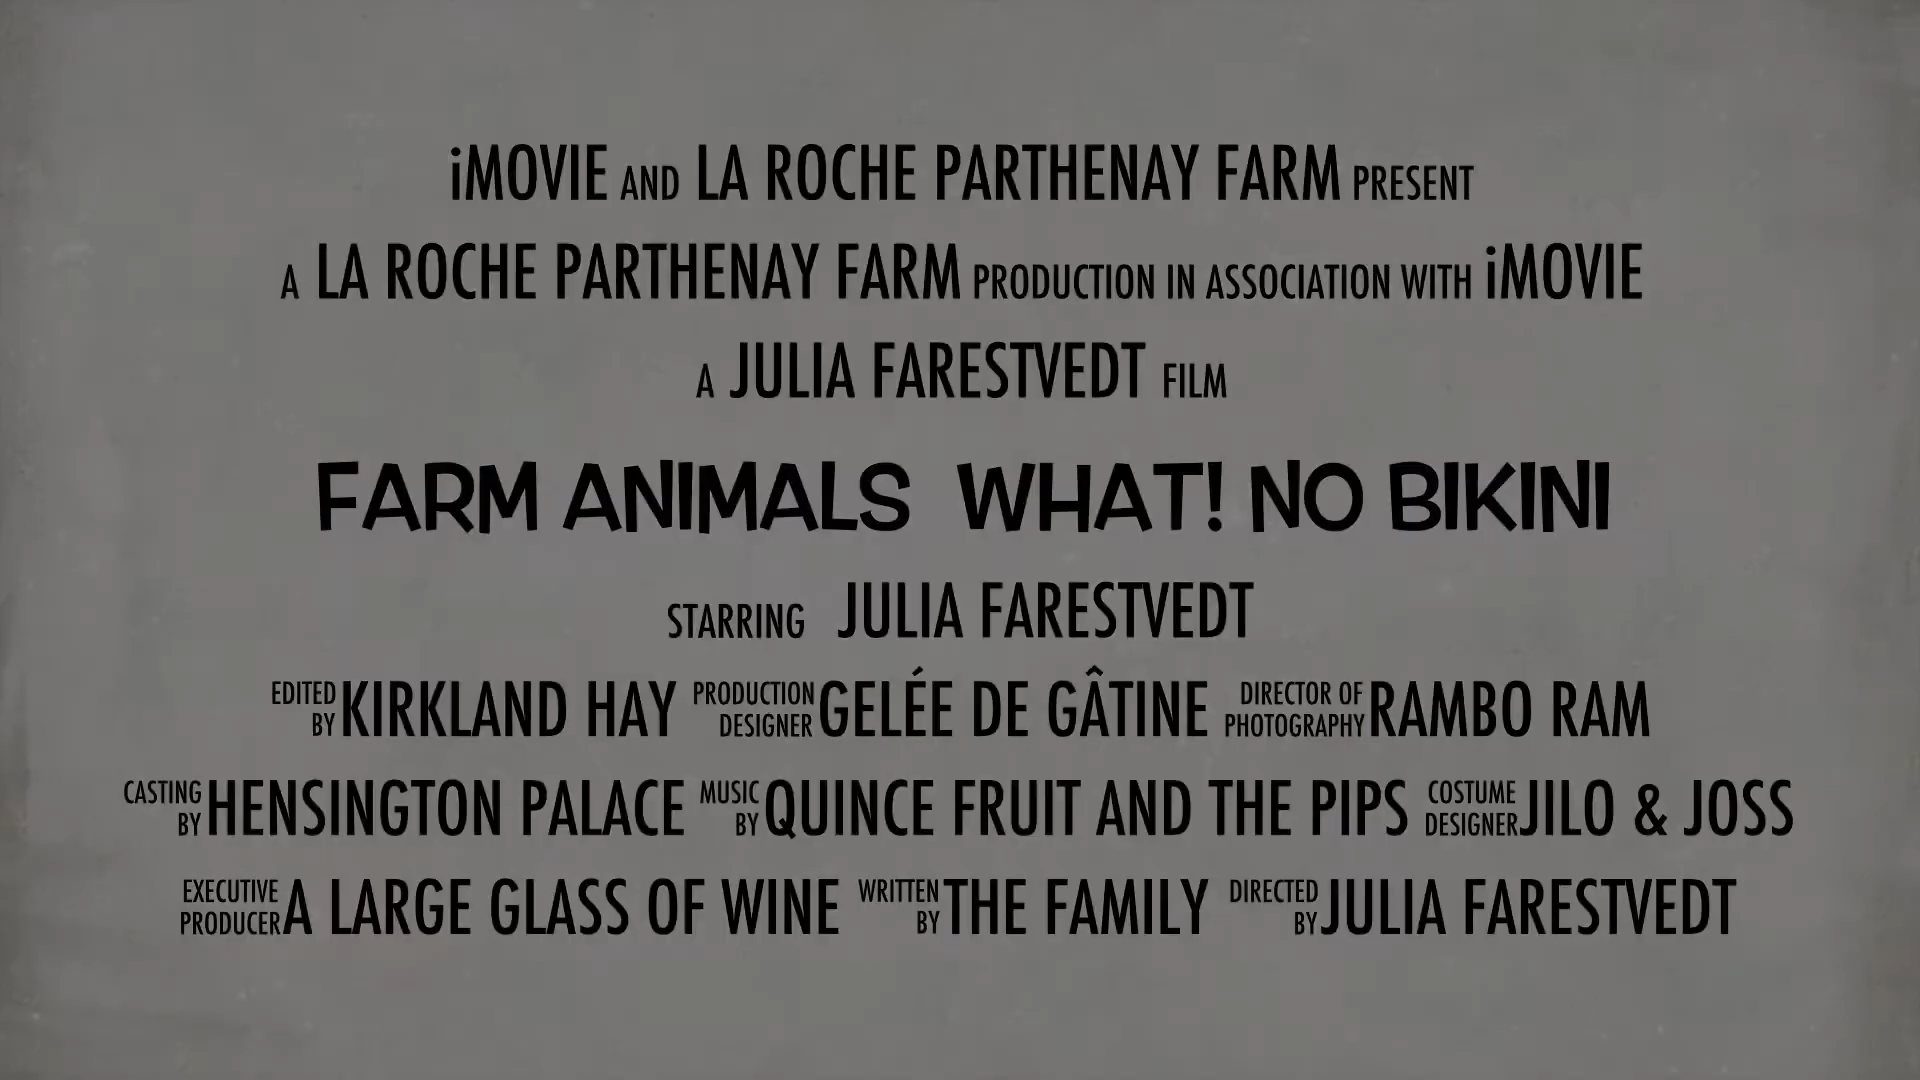 iMOVIE AND LA ROCHE PARTHENAY FARM PRESENT
A LA ROCHE PARTHENAY FARM PRODUCTION IN ASSOCIATION WITH iMOVIE
A JULIA FARESTVEDT FILM
FARM ANIMALS WHAT! NO BIKINI
STARRING JULIA FARESTVEDT
EDITED BY KIRKLAND HAY PRODUCTION DESIGNER GELÉE DE GÂTINE DIRECTOR OF PHOTOGRAPHY RAMBO RAM
CASTING BY HENSINGTON PALACE MUSIC BY QUINCE FRUIT AND THE PIPS COSTUME DESIGNER JILO & JOSS
EXECUTIVE PRODUCER A LARGE GLASS OF WINE WRITTEN BY THE FAMILY DIRECTED BY JULIA FARESTVEDT